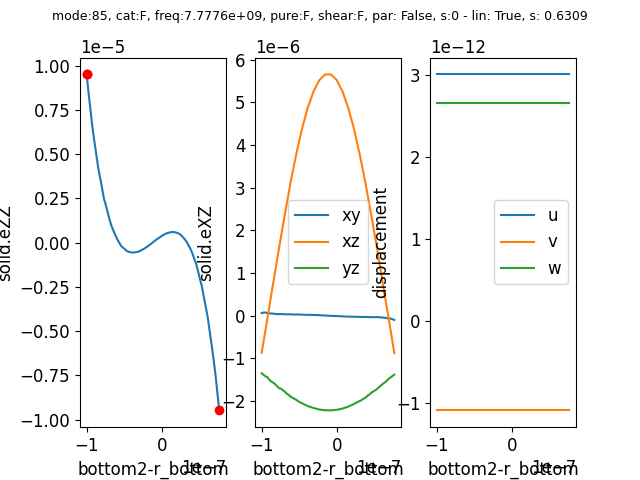 mode:85, cat:F, freq:7.7776e+09, pure:F, shear:F, par: False, s:0 - lin: True, s: 0.6309
1e−5
1.00
0.75
0.50
0.25
0.00
−0.25
−0.50
−0.75
−1.00
solid.eZZ
−1
0
1e−7
bottom2-r_bottom
1e−6
6
5
4
3
2
1
0
−1
−2
solid.eXZ
xy
xz
yz
−1
0
1e−7
bottom2-r_bottom
1e−12
3
2
1
0
−1
displacement
u
v
w
−1
0
1e−7
bottom2-r_bottom